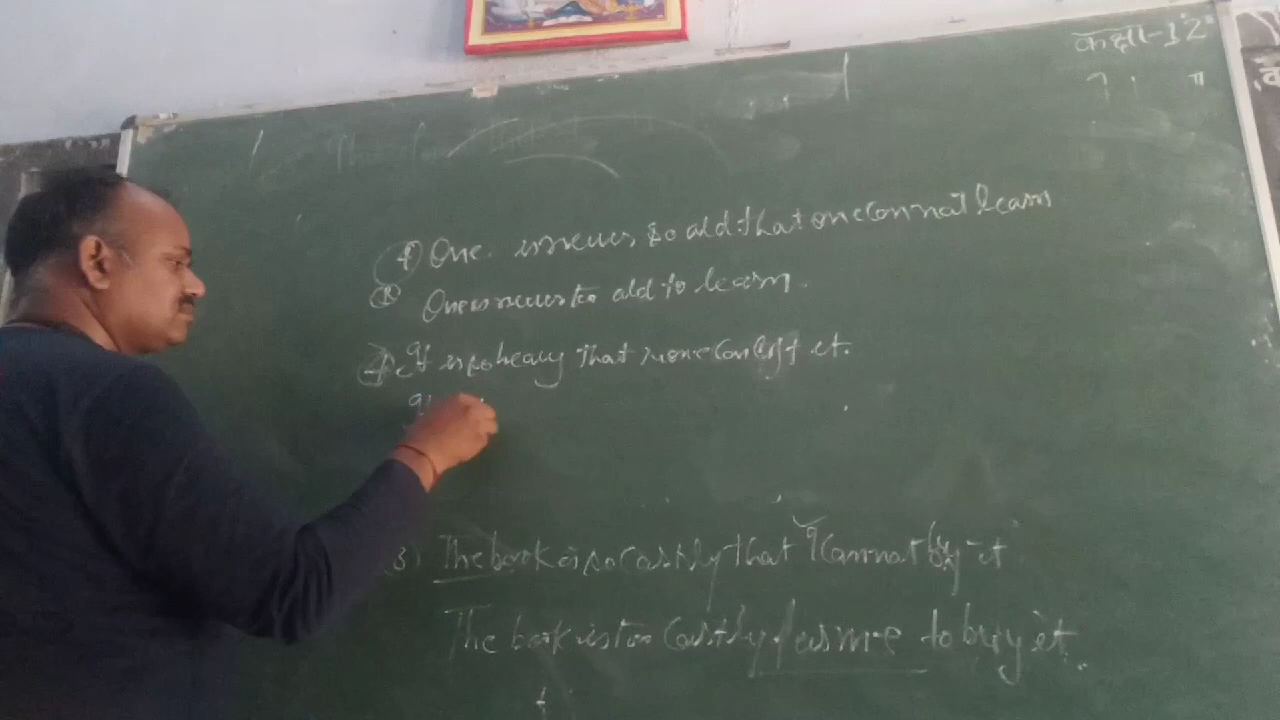 कक्षा-12
(1) One is never so old that one cannot learn
(2) One is never too old to learn.
It is so heavy that none can lift it.
(3) The book is so costly that I cannot buy it
The book is too costly for me to buy it.